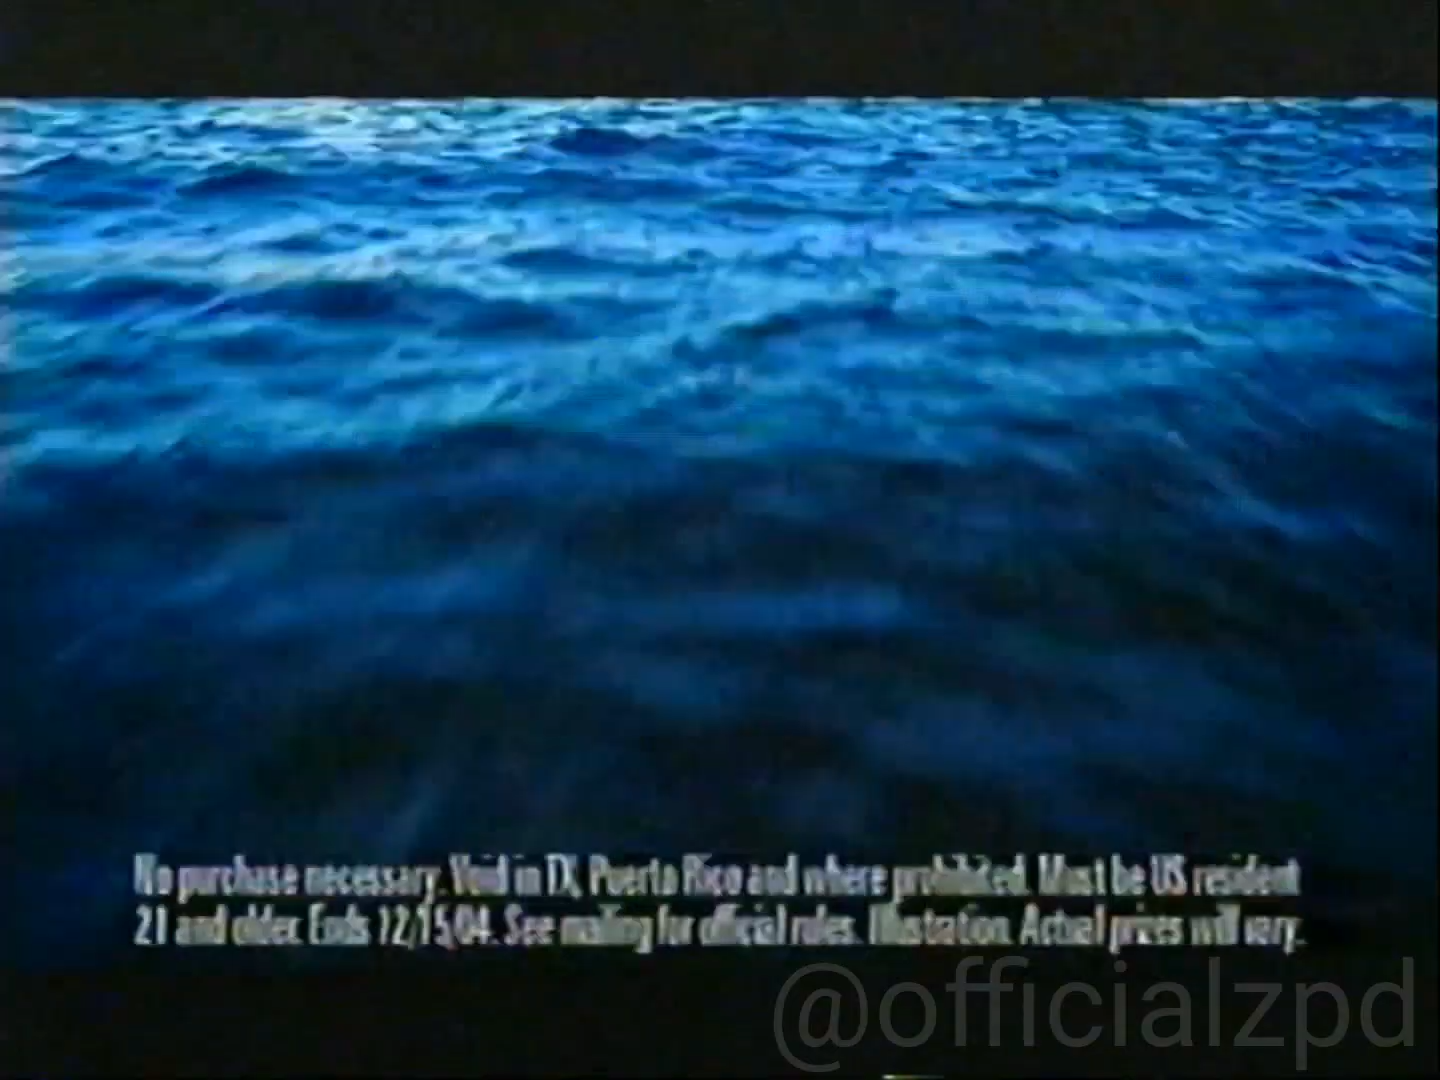 No purchase necessary. Void in TX, Puerto Rico and where prohibited. Must be US resident
21 and older. Ends 12/15/04. See mailing for official rules. Illustration. Actual prizes will vary.
@officialzpd